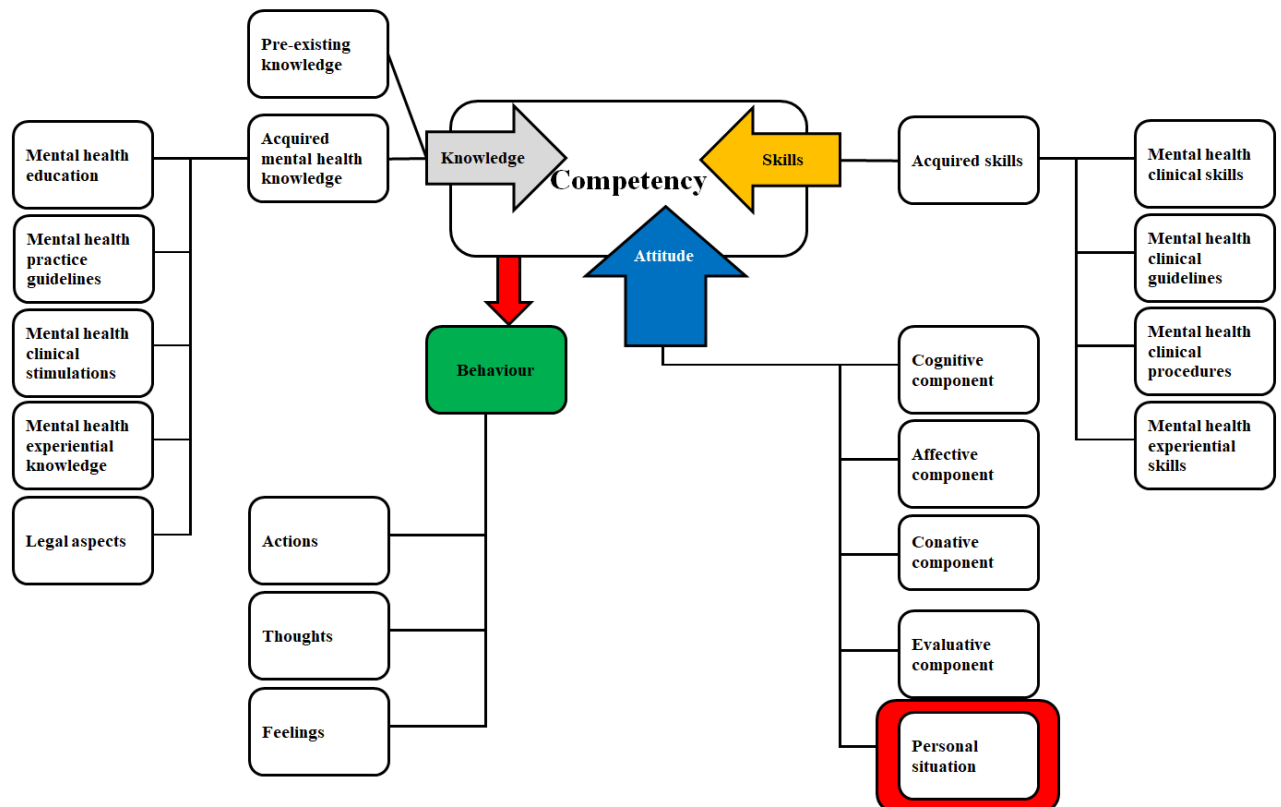 Pre-existing
knowledge
Mental health
education
Acquired
mental health
knowledge
Knowledge
Competency
Skills
Acquired skills
Mental health
clinical skills
Mental health
practice
guidelines
Attitude
Mental health
clinical
guidelines
Mental health
clinical
stimulations
Behaviour
Cognitive
component
Mental health
clinical
procedures
Mental health
experiential
knowledge
Affective
component
Mental health
experiential
skills
Legal aspects
Actions
Conative
component
Thoughts
Evaluative
component
Feelings
Personal
situation